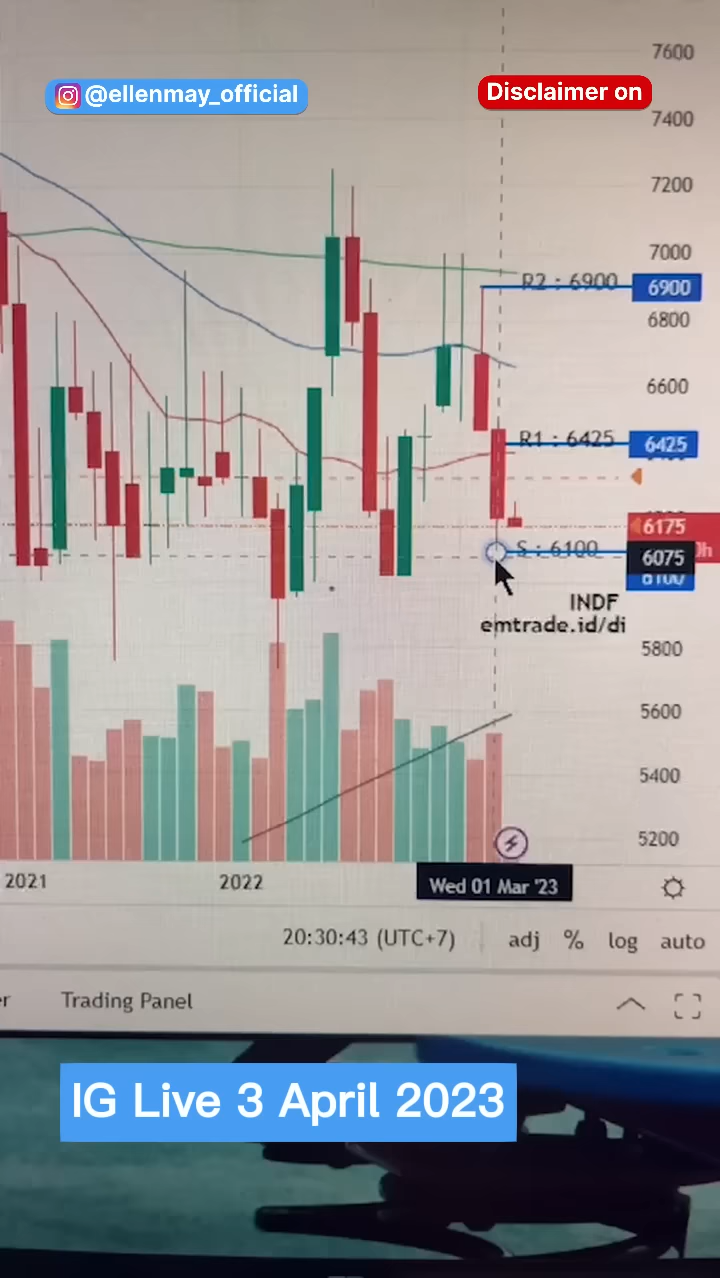 7600
@ellenmay_official
Disclaimer on
7400
7200
7000
R2 : 6900
6900
6800
6600
R1 : 6425
6425
6175
S : 6100
6075
6100
INDF
emtrade.id/di
5800
5600
5400
5200
2021
2022
Wed 01 Mar '23
20:30:43 (UTC+7)
adj
%
log
auto
Trading Panel
IG Live 3 April 2023